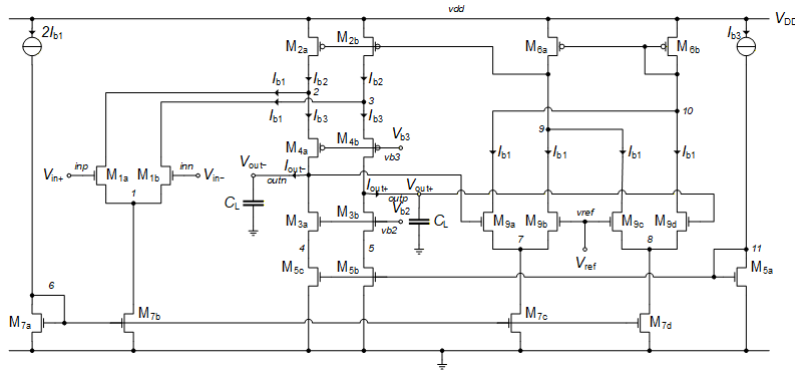 vdd
V_DD
2I_b1
M_2a
M_2b
M_6a
M_6b
I_b3
I_b1
I_b2
I_b2
2
3
I_b1
I_b3
I_b3
10
9
M_4a
M_4b
V_b3
vb3
I_b1
I_b1
I_b1
I_b1
V_in+
inp
M_1a
M_1b
inn
V_in−
V_out−
I_out−
outn
I_out+
V_out+
outp
1
C_L
M_3a
M_3b
V_b2
vb2
C_L
M_9a
M_9b
vref
M_9c
M_9d
4
5
7
V_ref
8
11
M_5c
M_5b
M_5a
6
M_7a
M_7b
M_7c
M_7d